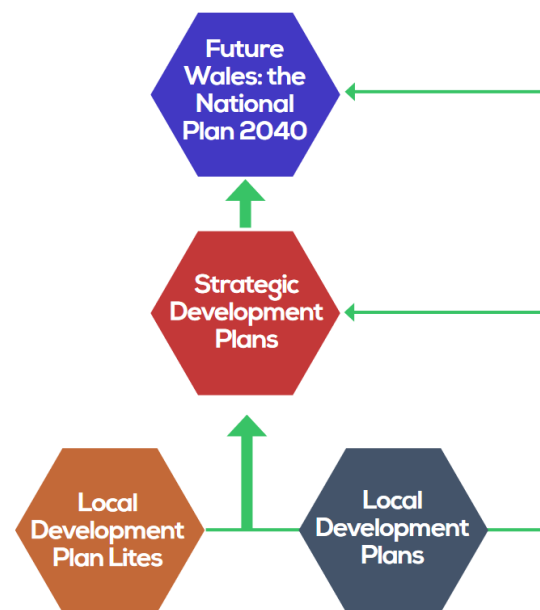 Future
Wales: the
National
Plan 2040
Strategic
Development
Plans
Local
Development
Plan Lites
Local
Development
Plans